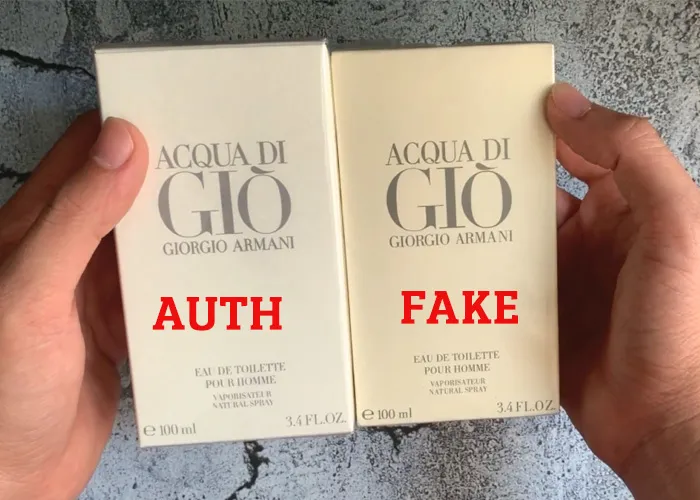 ACQUA DI
GIÒ
GIORGIO ARMANI
AUTH
EAU DE TOILETTE
POUR HOMME
VAPORISATEUR
NATURAL SPRAY
e 100 ml 3.4 FL.OZ.
ACQUA DI
GIÒ
GIORGIO ARMANI
FAKE
EAU DE TOILETTE
POUR HOMME
VAPORISATEUR
NATURAL SPRAY
e 100 ml 3.4 FL.OZ.